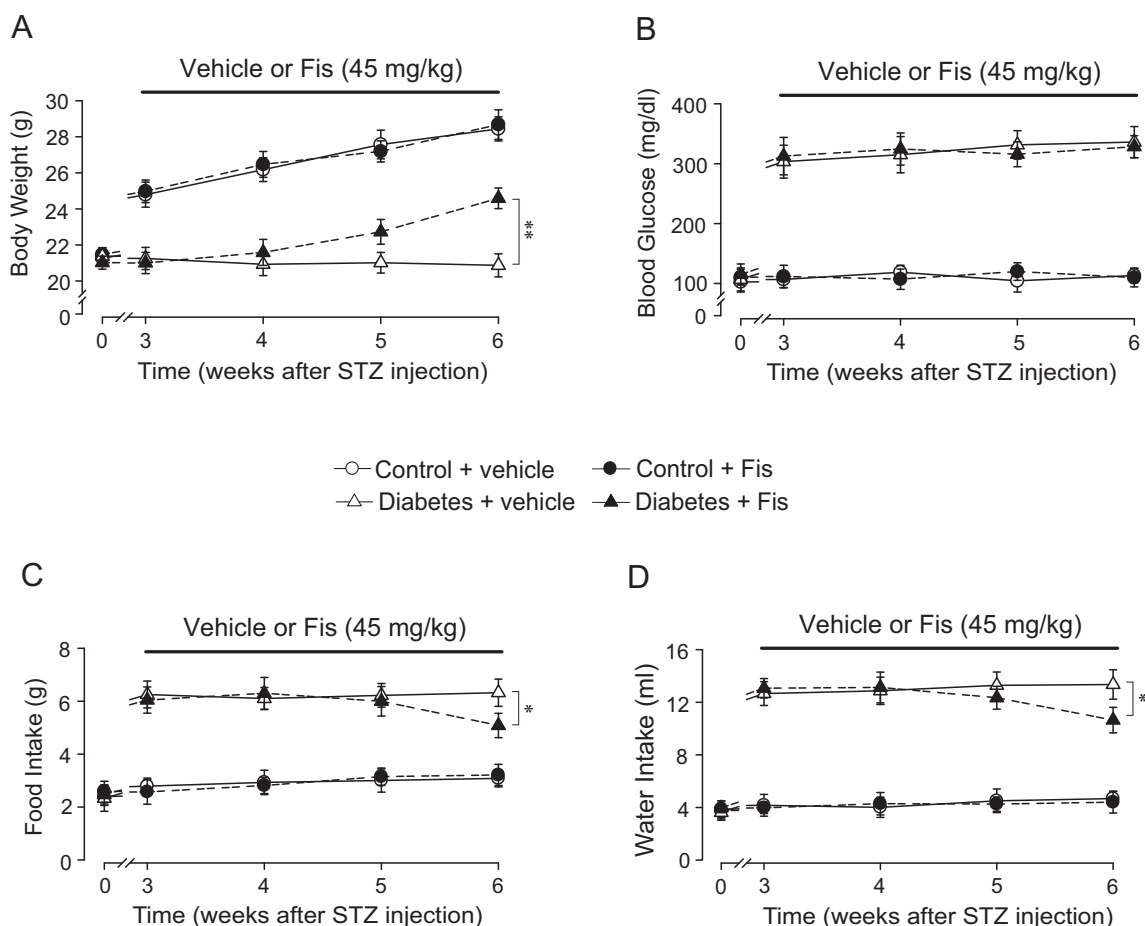 A
Vehicle or Fis (45 mg/kg)
Body Weight (g)
30
28
26
24
22
20
0
**
0 3 4 5 6
Time (weeks after STZ injection)
B
Vehicle or Fis (45 mg/kg)
Blood Glucose (mg/dl)
400
300
200
100
0
0 3 4 5 6
Time (weeks after STZ injection)
Control + vehicle Control + Fis
Diabetes + vehicle Diabetes + Fis
C
Vehicle or Fis (45 mg/kg)
Food Intake (g)
8
6
4
2
0
*
0 3 4 5 6
Time (weeks after STZ injection)
D
Vehicle or Fis (45 mg/kg)
Water Intake (ml)
16
12
8
4
0
*
0 3 4 5 6
Time (weeks after STZ injection)